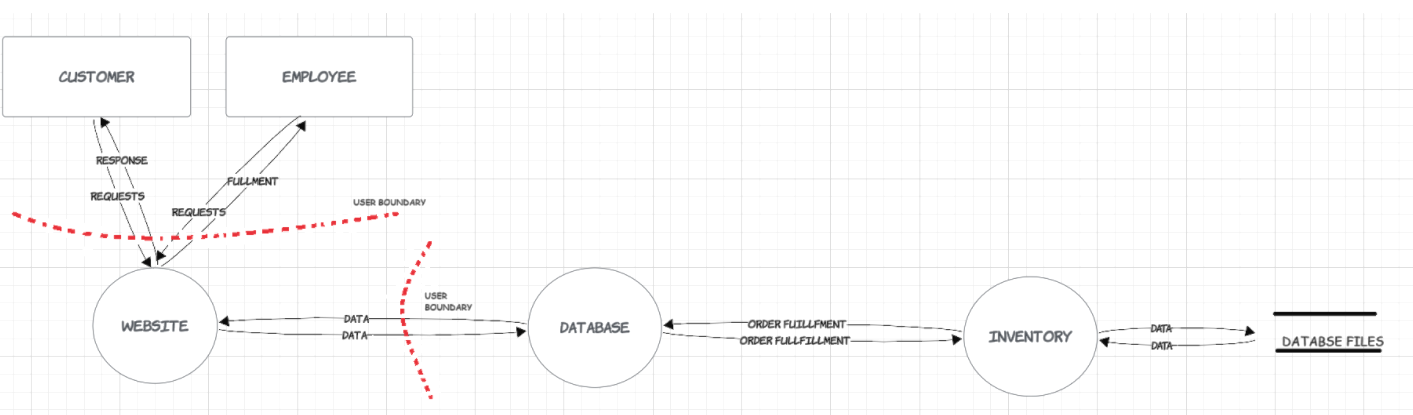 CUSTOMER
EMPLOYEE
RESPONSE
REQUESTS
FULLMENT
REQUESTS
USER BOUNDARY
WEBSITE
DATA
DATA
USER
BOUNDARY
DATABASE
ORDER FUILLFMENT
ORDER FULLFILLMENT
INVENTORY
DATA
DATA
DATABSE FILES